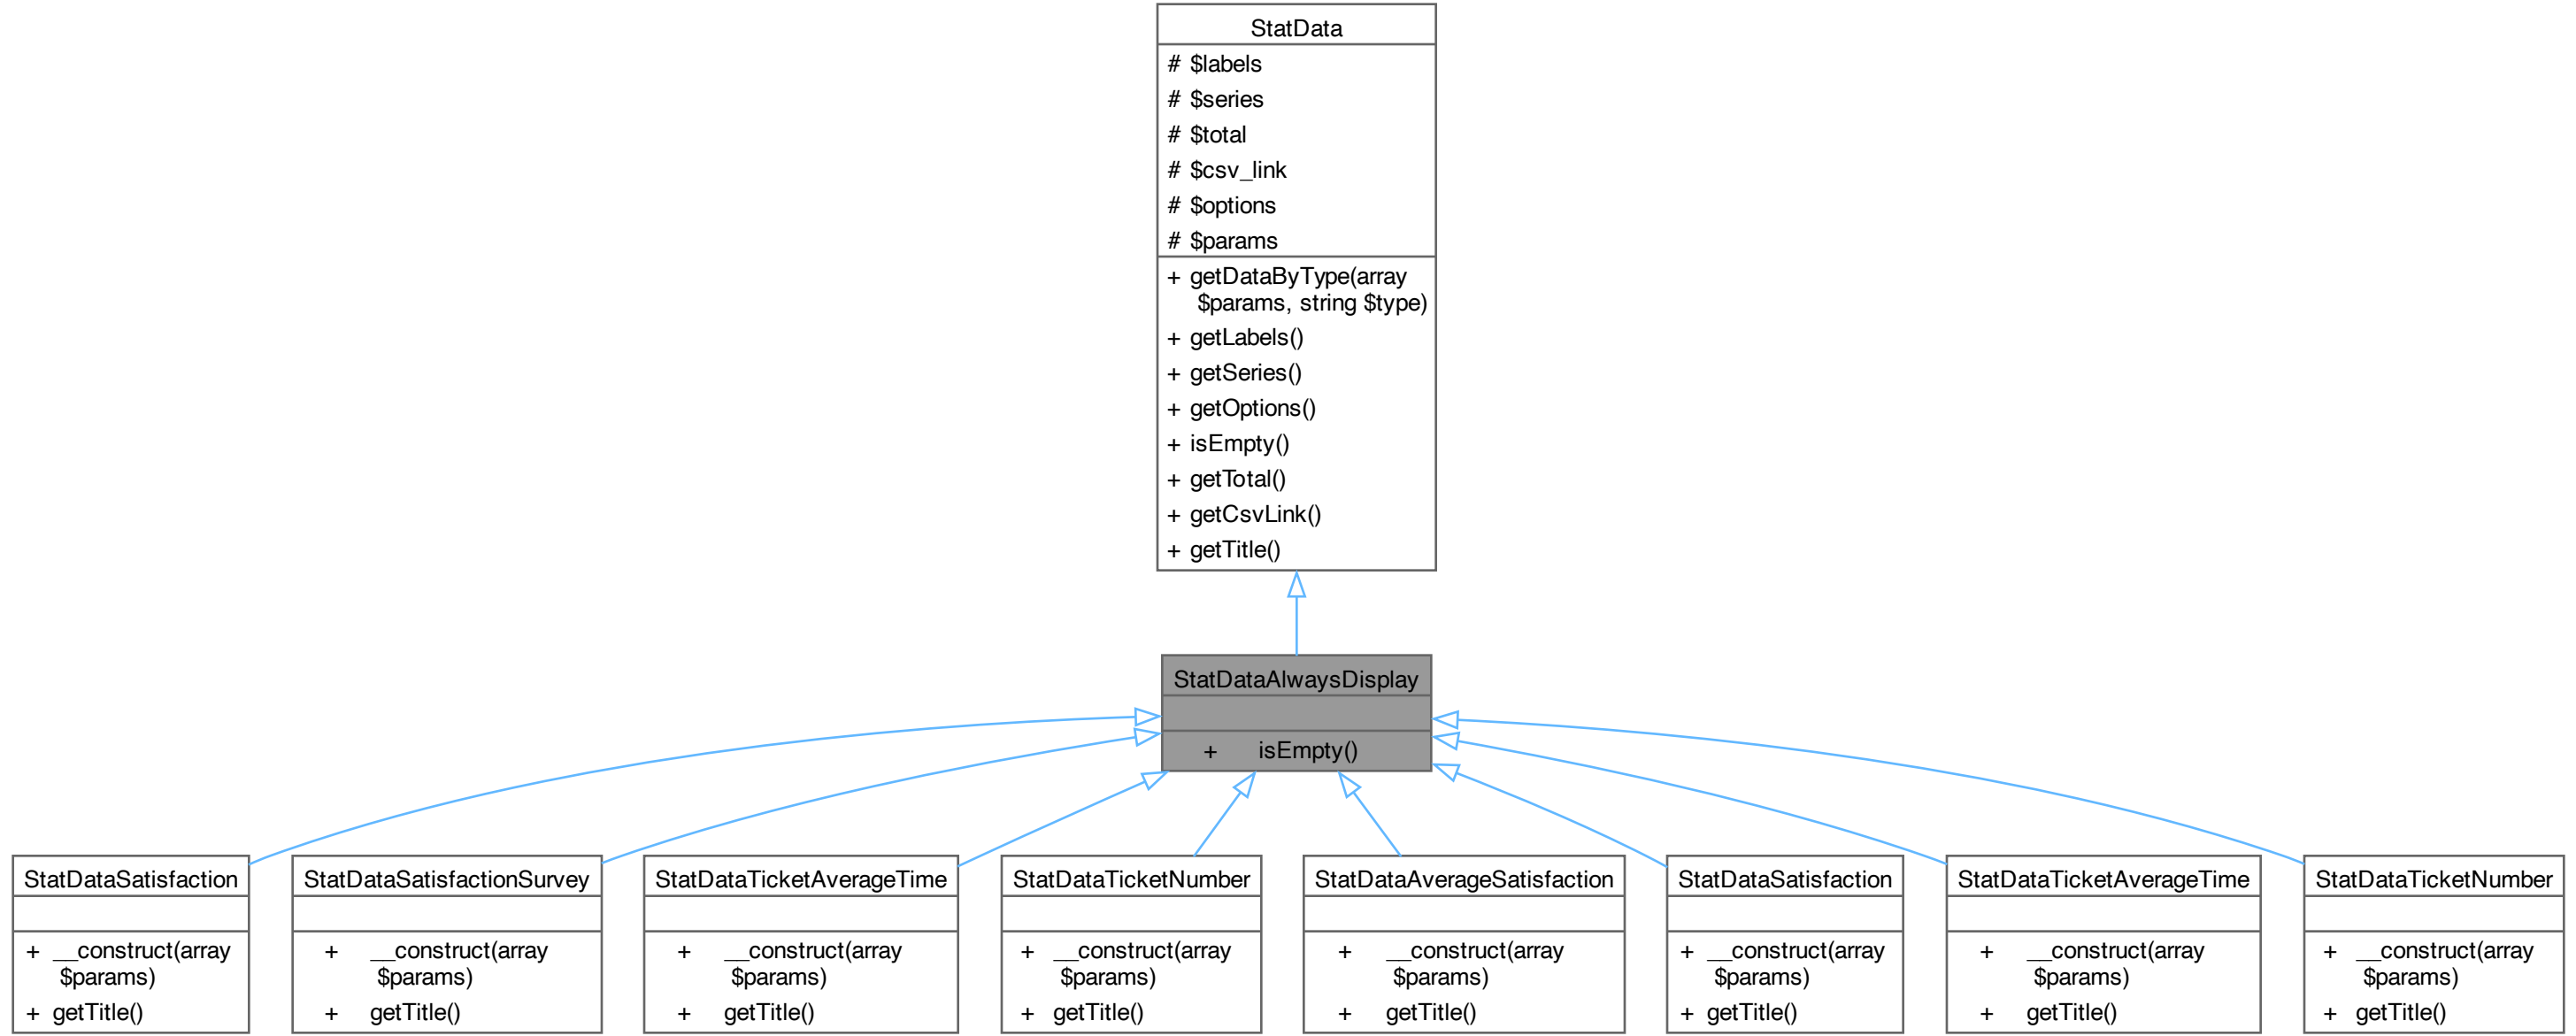 StatData
# $labels
# $series
# $total
# $csv_link
# $options
# $params
+ getDataByType(array
$params, string $type)
+ getLabels()
+ getSeries()
+ getOptions()
+ isEmpty()
+ getTotal()
+ getCsvLink()
+ getTitle()
StatDataAlwaysDisplay
+ isEmpty()
StatDataSatisfaction
+ __construct(array
$params)
+ getTitle()
StatDataSatisfactionSurvey
+ __construct(array
$params)
+ getTitle()
StatDataTicketAverageTime
+ __construct(array
$params)
+ getTitle()
StatDataTicketNumber
+ __construct(array
$params)
+ getTitle()
StatDataAverageSatisfaction
+ __construct(array
$params)
+ getTitle()
StatDataSatisfaction
+ __construct(array
$params)
+ getTitle()
StatDataTicketAverageTime
+ __construct(array
$params)
+ getTitle()
StatDataTicketNumber
+ __construct(array
$params)
+ getTitle()